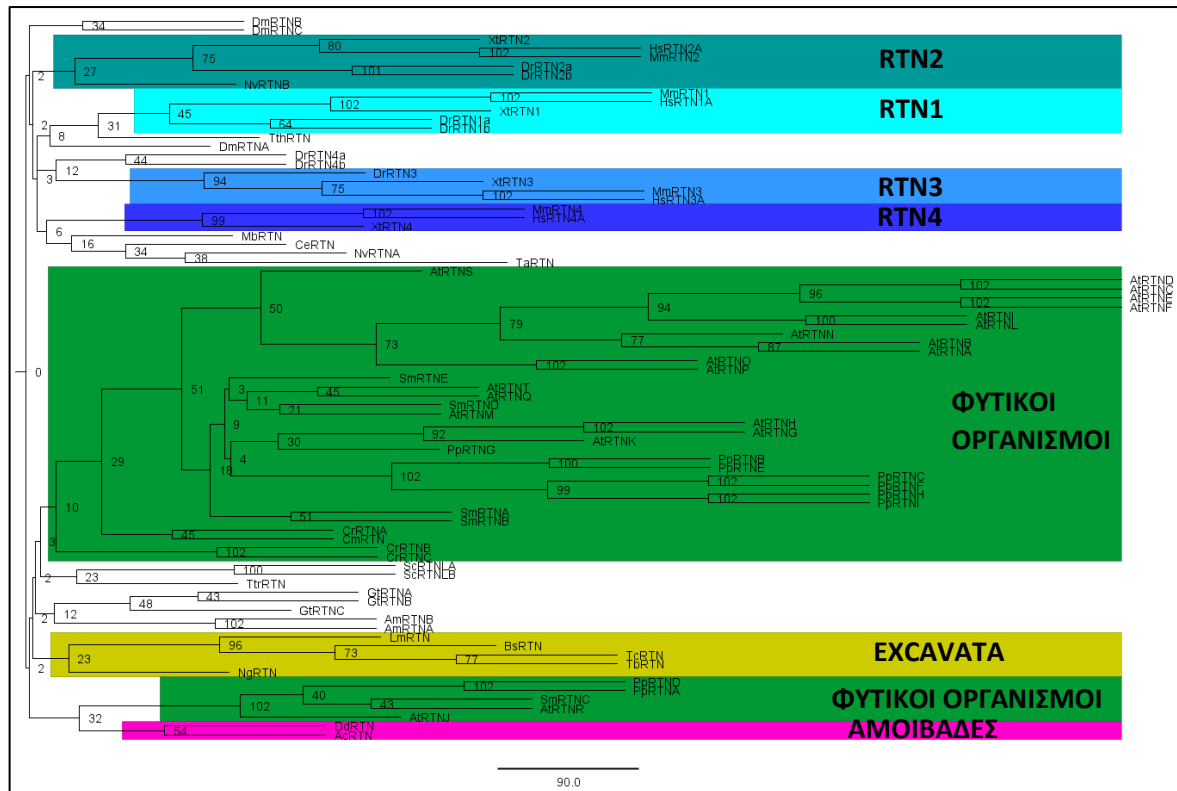 DmRTNB
34
DmRTNC
XtRTN2
80
HsRTN2A
102
MmRTN2
RTN2
75
2
DrRTN2a
101
DrRTN2b
27
NvRTNB
MmRTN1
102
HsRTN1A
RTN1
102
45
XtRTN1
2
DrRTN1a
64
DrRTN1b
31
8
TthRTN
DmRTNA
DrRTN4a
44
DrRTN4b
12
3
DrRTN3
94
XtRTN3
75
MmRTN3
102
HsRTN3A
RTN3
MmRTN4
102
HsRTN4A
RTN4
99
XtRTN4
6
MbRTN
16
CeRTN
34
NvRTNA
38
TaRTN
AtRTNS
AtRTND
102
AtRTNC
96
AtRTNE
102
AtRTNF
50
94
AtRTNI
100
AtRTNL
79
AtRTNN
77
AtRTNB
87
AtRTNA
73
AtRTNO
102
AtRTNP
0
SmRTNE
51
3
AtRTNT
45
AtRTNQ
11
SmRTND
21
AtRTNM
ΦΥΤΙΚΟΙ
ΟΡΓΑΝΙΣΜΟΙ
9
AtRTNH
102
AtRTNG
92
AtRTNK
30
PpRTNG
4
29
18
PpRTNB
100
PpRTNE
102
PpRTNC
102
PpRTNF
99
PpRTNH
102
PpRTNI
10
SmRTNA
51
SmRTNB
CrRTNA
45
CmRTN
3
CrRTNB
102
CrRTNC
ScRTNLA
100
ScRTNLB
2
23
TtrRTN
GtRTNA
43
GtRTNB
48
GtRTNC
2
12
AmRTNB
102
AmRTNA
LmRTN
96
BsRTN
73
TcRTN
77
TbRTN
EXCAVATA
2
23
NgRTN
PpRTND
102
PpRTNA
40
SmRTNC
43
AtRTNR
102
AtRTNJ
ΦΥΤΙΚΟΙ ΟΡΓΑΝΙΣΜΟΙ
32
DdRTN
54
AcRTN
ΑΜΟΙΒΑΔΕΣ
90.0